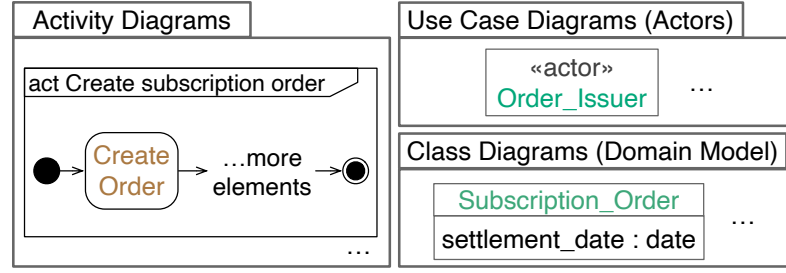 Activity Diagrams
act Create subscription order
Create
Order
...more
elements
...
Use Case Diagrams (Actors)
«actor»
Order_Issuer
...
Class Diagrams (Domain Model)
Subscription_Order
settlement_date : date
...